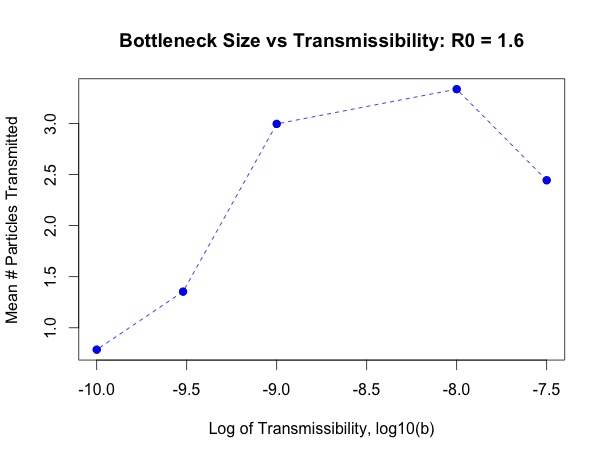 Bottleneck Size vs Transmissibility: R0 = 1.6
Mean # Particles Transmitted
3.0
2.5
2.0
1.5
1.0
-10.0 -9.5 -9.0 -8.5 -8.0 -7.5
Log of Transmissibility, log10(b)